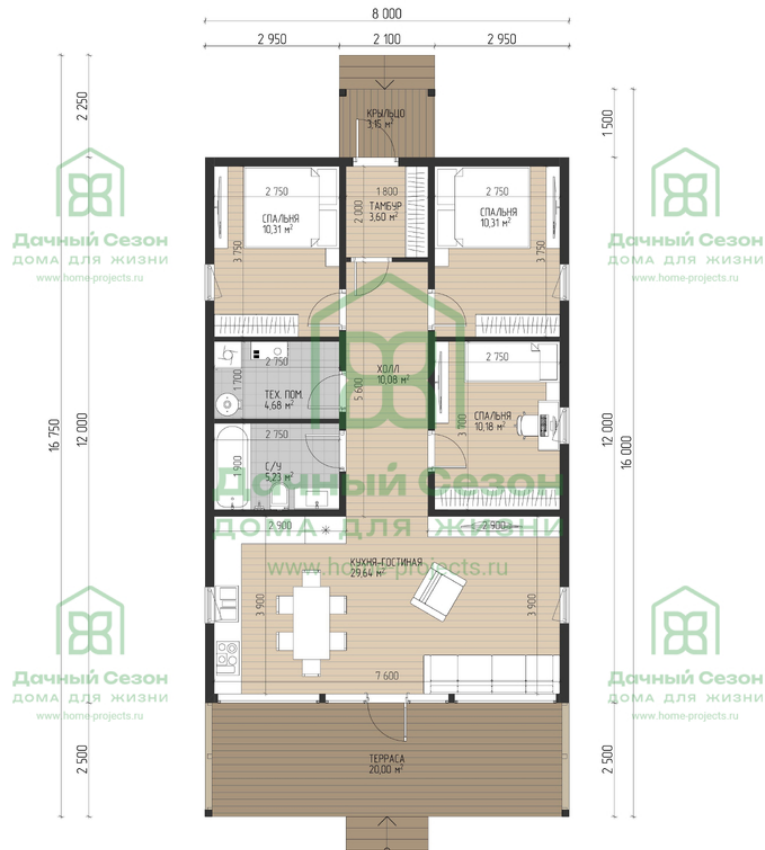 8 000
2 950
2 100
2 950
2 250
1 500
КРЫЛЬЦО
3,15 м²
Дачный Сезон
ДОМА ДЛЯ ЖИЗНИ
www.home-projects.ru
Дачный Сезон
ДОМА ДЛЯ ЖИЗНИ
www.home-projects.ru
2 750
СПАЛЬНЯ
10,31 м²
3 750
1 800
2 000
ТАМБУР
3,60 м²
2 750
СПАЛЬНЯ
10,31 м²
3 750
16 750
12 000
12 000
16 000
2 750
1 700
ТЕХ. ПОМ.
4,68 м²
ХОЛЛ
10,08 м²
5 600
2 750
СПАЛЬНЯ
10,18 м²
3 700
2 750
1 900
С/У
5,23 м²
Дачный Сезон
ДОМА ДЛЯ ЖИЗНИ
www.home-projects.ru
2 900
2 900
КУХНЯ-ГОСТИНАЯ
29,64 м²
3 900
3 900
7 600
Дачный Сезон
ДОМА ДЛЯ ЖИЗНИ
www.home-projects.ru
Дачный Сезон
ДОМА ДЛЯ ЖИЗНИ
www.home-projects.ru
2 500
2 500
ТЕРРАСА
20,00 м²